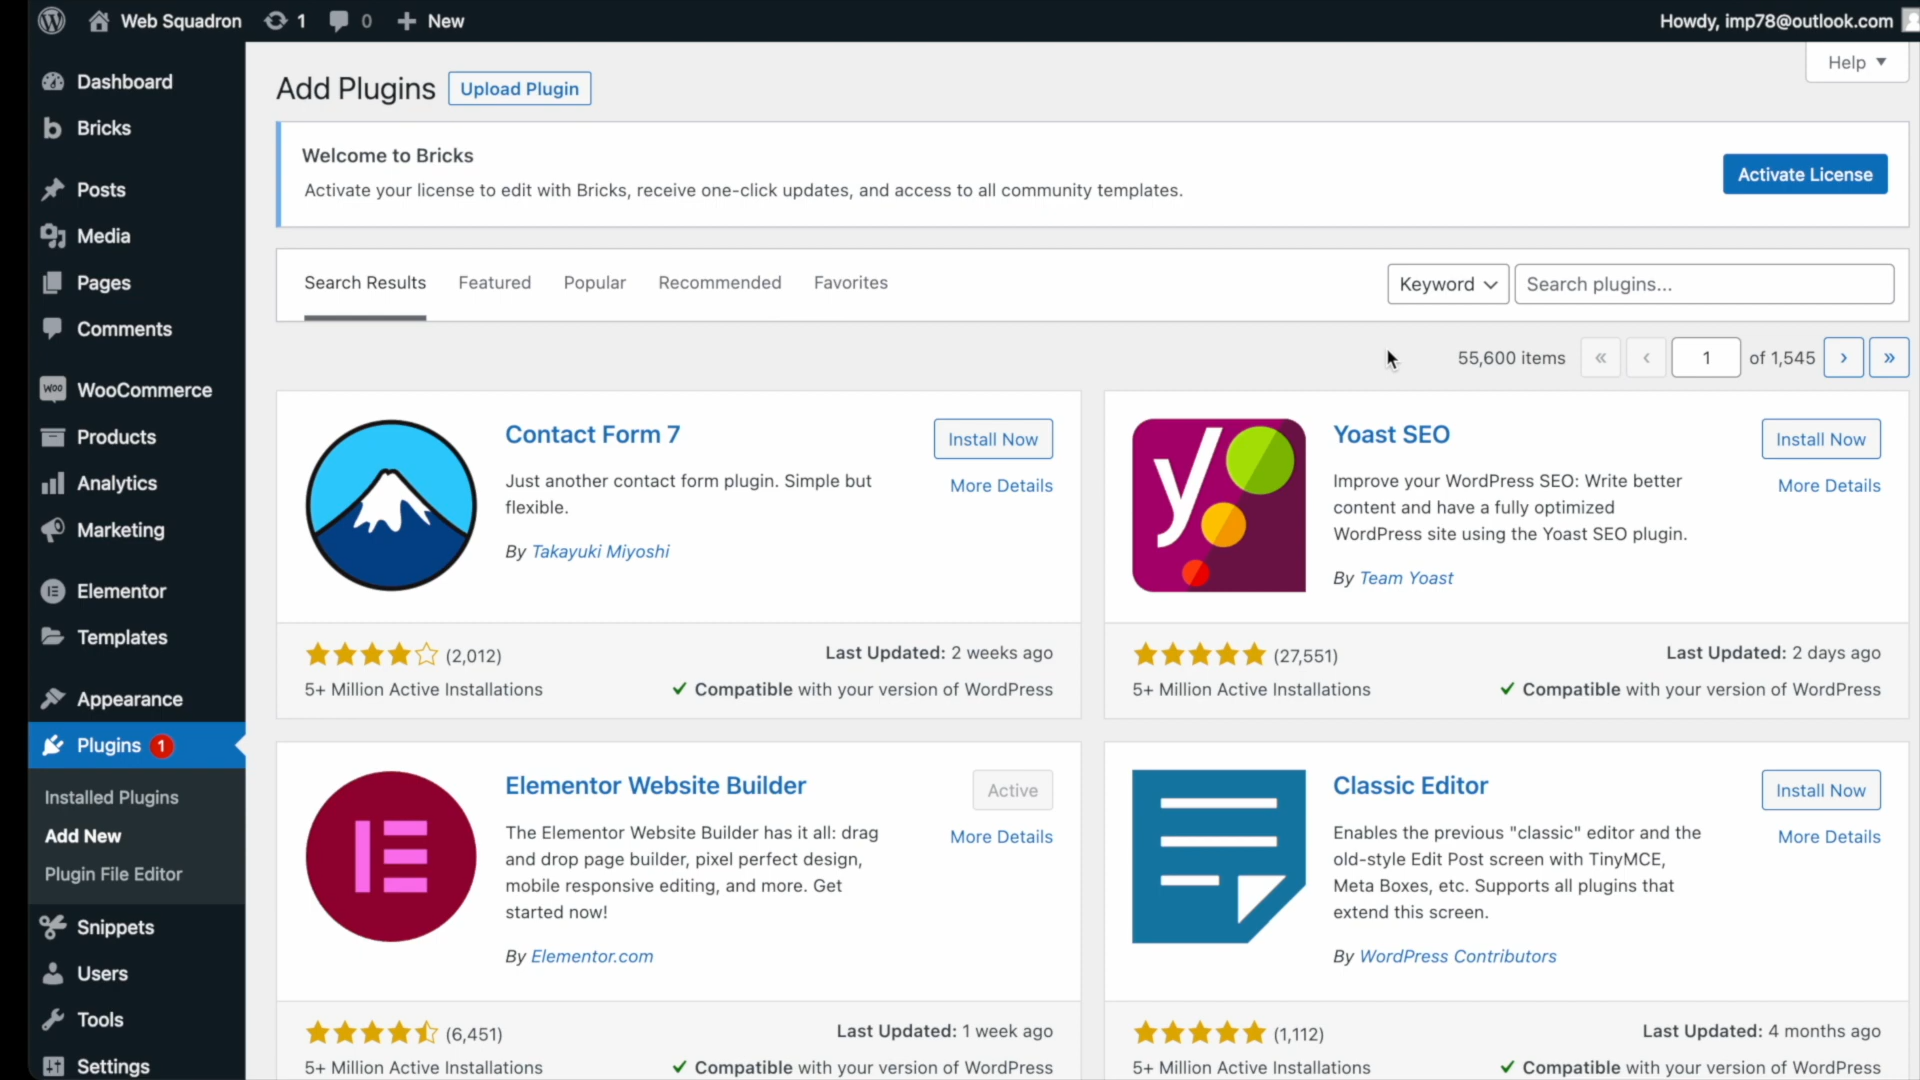 Web Squadron 1 0 New Howdy, imp78@outlook.com
Help
Dashboard
Bricks
Posts
Media
Pages
Comments
WOO WooCommerce
Products
Analytics
Marketing
Elementor
Templates
Appearance
Plugins 1
Installed Plugins
Add New
Plugin File Editor
Snippets
Users
Tools
Settings
Add Plugins Upload Plugin
Welcome to Bricks
Activate your license to edit with Bricks, receive one-click updates, and access to all community templates.
Activate License
Search Results Featured Popular Recommended Favorites Keyword Search plugins...
55,600 items « ‹ 1 of 1,545 › »
Contact Form 7
Install Now
More Details
Just another contact form plugin. Simple but
flexible.
By Takayuki Miyoshi
(2,012) Last Updated: 2 weeks ago
5+ Million Active Installations ✓ Compatible with your version of WordPress
Yoast SEO
Install Now
More Details
Improve your WordPress SEO: Write better
content and have a fully optimized
WordPress site using the Yoast SEO plugin.
By Team Yoast
(27,551) Last Updated: 2 days ago
5+ Million Active Installations ✓ Compatible with your version of WordPress
Elementor Website Builder
Active
More Details
The Elementor Website Builder has it all: drag
and drop page builder, pixel perfect design,
mobile responsive editing, and more. Get
started now!
By Elementor.com
(6,451) Last Updated: 1 week ago
5+ Million Active Installations ✓ Compatible with your version of WordPress
Classic Editor
Install Now
More Details
Enables the previous "classic" editor and the
old-style Edit Post screen with TinyMCE,
Meta Boxes, etc. Supports all plugins that
extend this screen.
By WordPress Contributors
(1,112) Last Updated: 4 months ago
5+ Million Active Installations ✓ Compatible with your version of WordPress